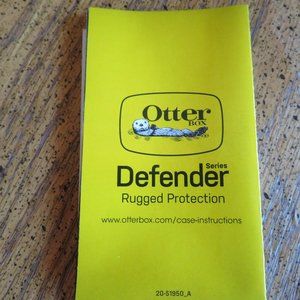 Otter
BOX
Defender
Series
Rugged Protection
www.otterbox.com/case-instructions
20-51950_A